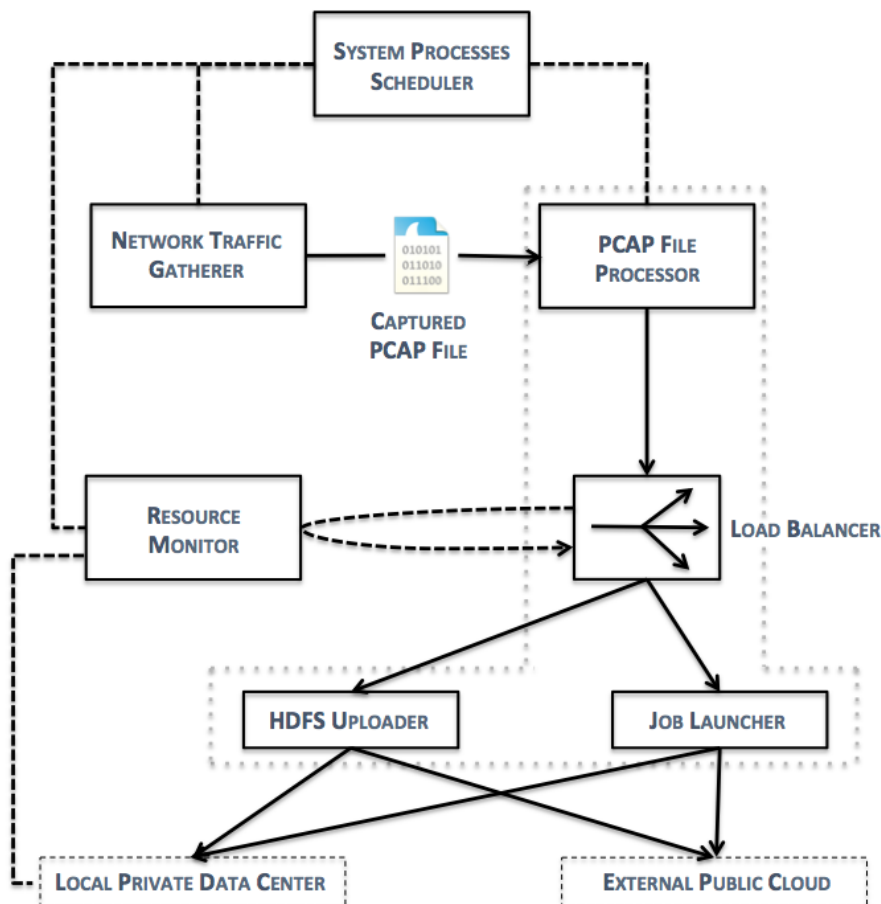 SYSTEM PROCESSES
SCHEDULER
NETWORK TRAFFIC
GATHERER
010101
011010
011100
CAPTURED
PCAP FILE
PCAP FILE
PROCESSOR
RESOURCE
MONITOR
LOAD BALANCER
HDFS UPLOADER
JOB LAUNCHER
LOCAL PRIVATE DATA CENTER
EXTERNAL PUBLIC CLOUD